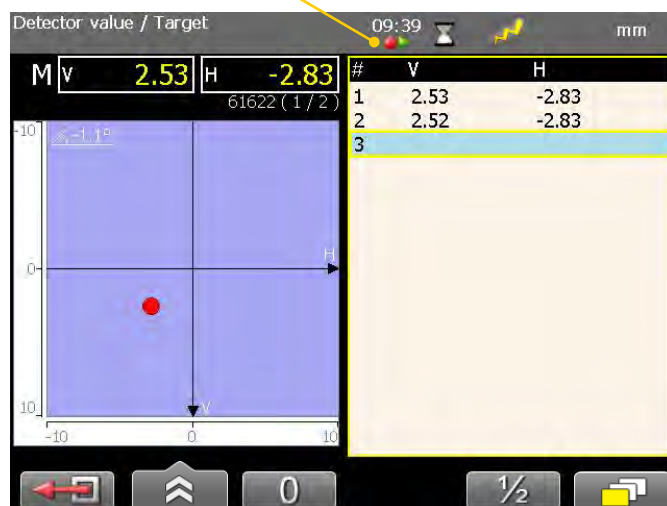 Detector value / Target 09:39 mm
M V 2.53 H -2.83
61622 ( 1 / 2 )
# V H
1 2.53 -2.83
2 2.52 -2.83
3
-10
-1.1°
H
0
10
V
-10 0 10
0 ½